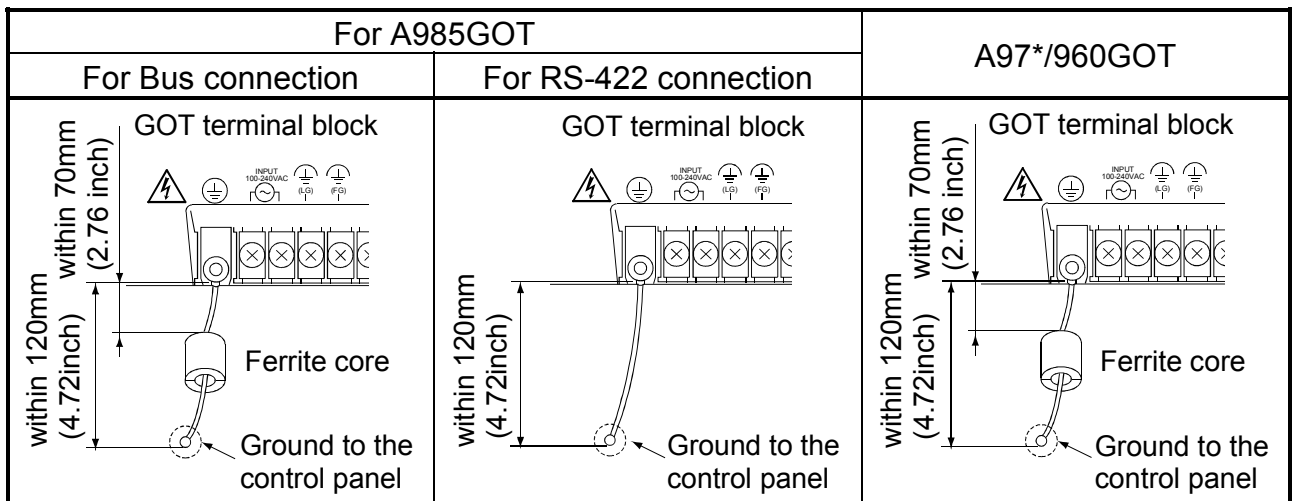 For A985GOT
A97*/960GOT
For Bus connection
For RS-422 connection
GOT terminal block
INPUT
100-240VAC
(LG)
(FG)
within 70mm
(2.76 inch)
within 120mm
(4.72inch)
Ferrite core
Ground to the
control panel
GOT terminal block
INPUT
100-240VAC
(LG)
(FG)
within 120mm
(4.72inch)
Ground to the
control panel
GOT terminal block
INPUT
100-240VAC
(LG)
(FG)
within 70mm
(2.76 inch)
within 120mm
(4.72inch)
Ferrite core
Ground to the
control panel